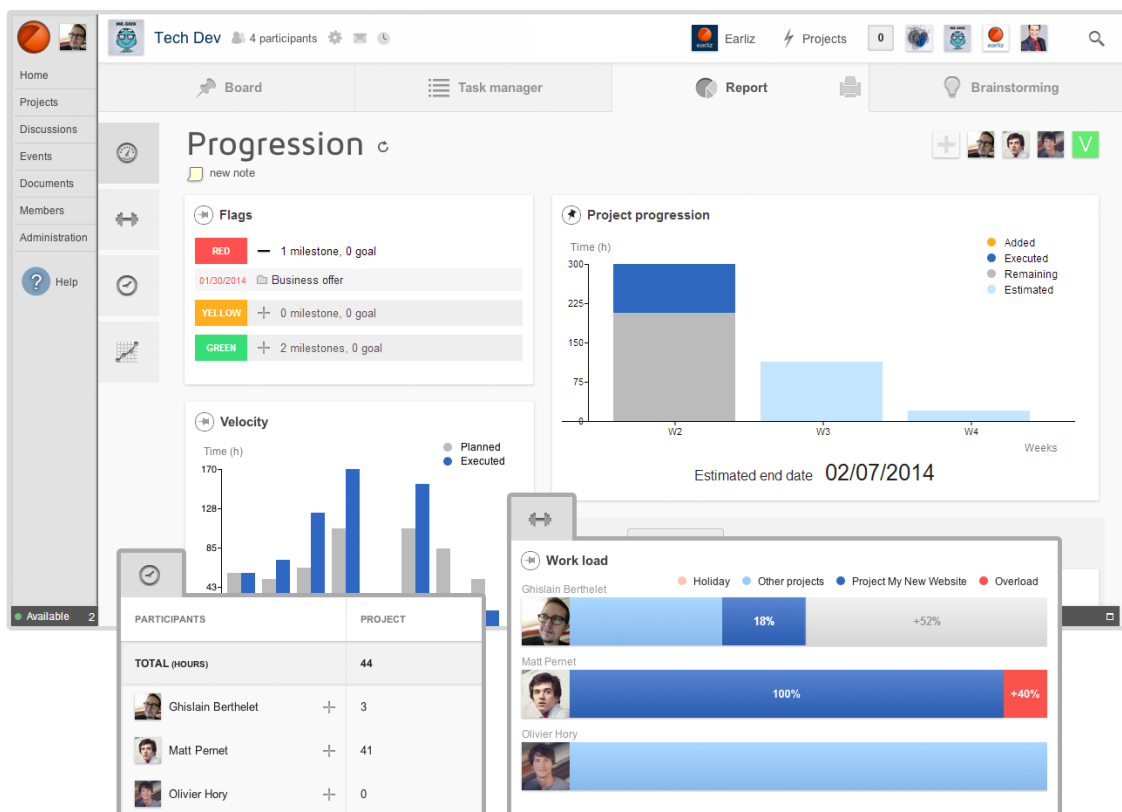 MR. GEEK
Tech Dev
4 participants
Earliz
Projects
0
MR. GEEK
earliz
Home
Projects
Discussions
Events
Documents
Members
Administration
? Help
Available 2
Board
Task manager
Report
Brainstorming
Progression
new note
V
Flags
RED
1 milestone, 0 goal
01/30/2014 Business offer
YELLOW
0 milestone, 0 goal
GREEN
2 milestones, 0 goal
Project progression
Time (h)
Added
Executed
Remaining
Estimated
300
225
150
75
0
W2 W3 W4
Weeks
Estimated end date 02/07/2014
Velocity
Time (h)
Planned
Executed
170
128
85
43
PARTICIPANTS PROJECT
TOTAL (HOURS) 44
Ghislain Berthelet 3
Matt Pernet 41
Olivier Hory 0
Work load
Holiday Other projects Project My New Website Overload
Ghislain Berthelet
18% +52%
Matt Pernet
100% +40%
Olivier Hory